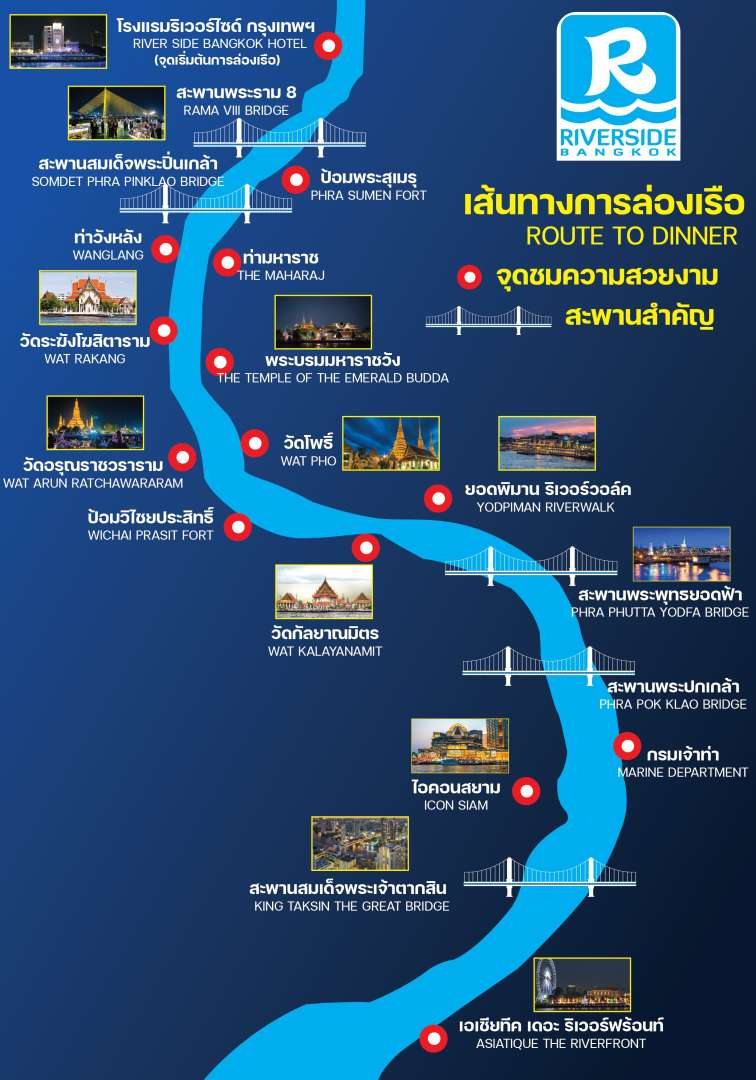 โรงแรมริเวอร์ไซด์ กรุงเทพฯ
RIVER SIDE BANGKOK HOTEL
(จุดเริ่มต้นการล่องเรือ)
สะพานพระราม 8
RAMA VIII BRIDGE
R
RIVERSIDE
BANGKOK
สะพานสมเด็จพระปิ่นเกล้า
SOMDET PHRA PINKLAO BRIDGE
ป้อมพระสุเมรุ
PHRA SUMEN FORT
เส้นทางการล่องเรือ
ROUTE TO DINNER
จุดชมความสวยงาม
สะพานสำคัญ
ท่าวังหลัง
WANGLANG
ท่ามหาราช
THE MAHARAJ
วัดระฆังโฆสิตาราม
WAT RAKANG
พระบรมมหาราชวัง
THE TEMPLE OF THE EMERALD BUDDA
วัดอรุณราชวราราม
WAT ARUN RATCHAWARARAM
วัดโพธิ์
WAT PHO
ยอดพิมาน ริเวอร์วอล์ค
YODPIMAN RIVERWALK
ป้อมวิไชยประสิทธิ์
WICHAI PRASIT FORT
วัดกัลยาณมิตร
WAT KALAYANAMIT
สะพานพระพุทธยอดฟ้า
PHRA PHUTTA YODFA BRIDGE
สะพานพระปกเกล้า
PHRA POK KLAO BRIDGE
กรมเจ้าท่า
MARINE DEPARTMENT
ไอคอนสยาม
ICON SIAM
สะพานสมเด็จพระเจ้าตากสิน
KING TAKSIN THE GREAT BRIDGE
เอเชียทีค เดอะ ริเวอร์ฟร้อนท์
ASIATIQUE THE RIVERFRONT